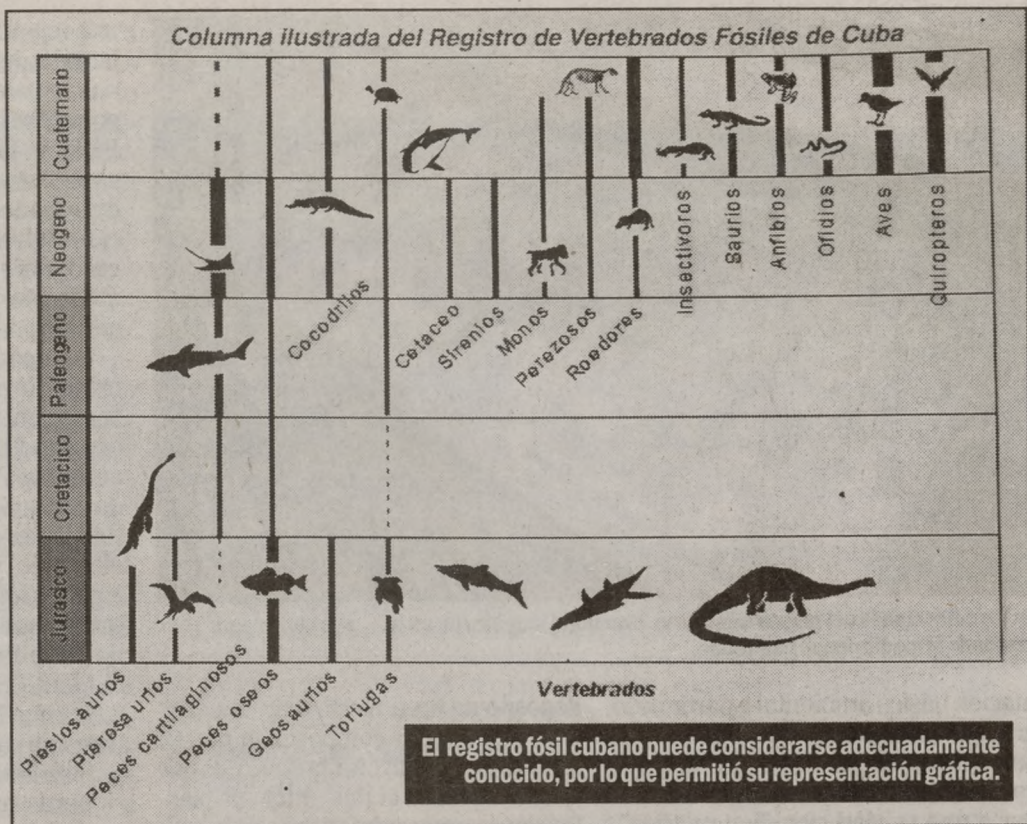 Columna ilustrada del Registro de Vertebrados Fósiles de Cuba
Cuaternario
Neogeno
Paleogeno
Cretacico
Jurasico
Cocodrilos
Cetaceo
Sirenios
Monos
Perezosos
Roedores
Insectivoros
Saurios
Anfibios
Ofidios
Aves
Quiropteros
Plesiosaurios
Pterosaurios
Peces cartilaginosos
Peces oseos
Geosaurios
Tortugas
Vertebrados
El registro fósil cubano puede considerarse adecuadamente
conocido, por lo que permitió su representación gráfica.